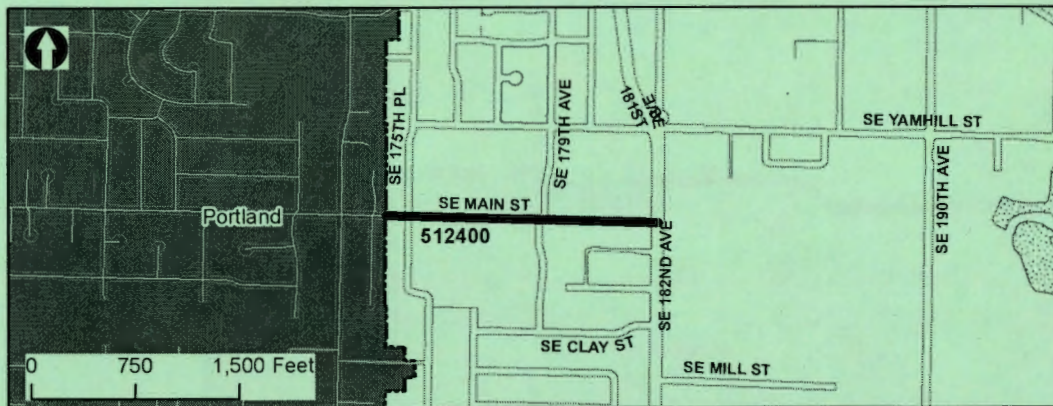 SE 175TH PL
SE 179TH AVE
181ST
SE YAMHILL ST
SE 190TH AVE
SE MAIN ST
Portland
512400
SE 182ND AVE
SE CLAY ST
SE MILL ST
0 750 1,500 Feet